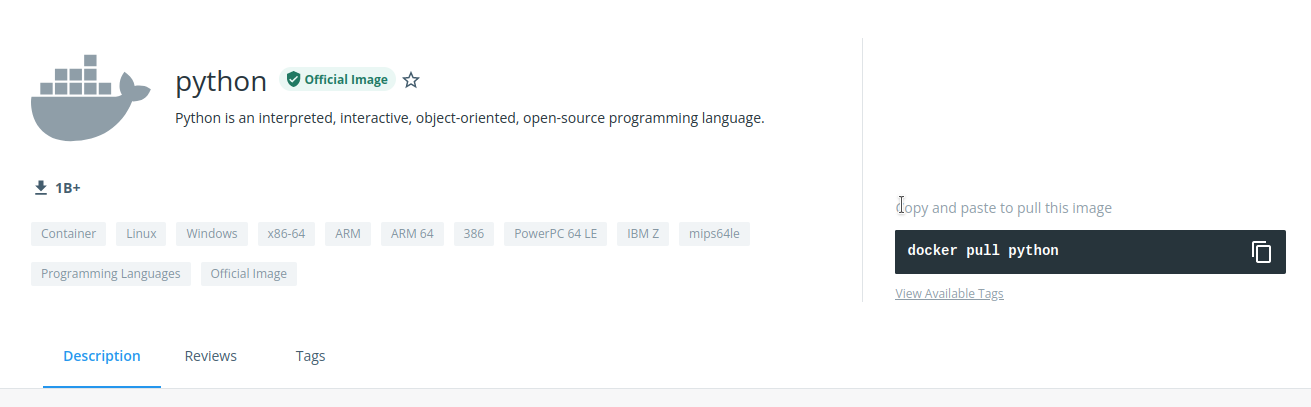 python Official Image
Python is an interpreted, interactive, object-oriented, open-source programming language.
1B+
Container Linux Windows x86-64 ARM ARM 64 386 PowerPC 64 LE IBM Z mips64le
Programming Languages Official Image
Copy and paste to pull this image
docker pull python
View Available Tags
Description Reviews Tags